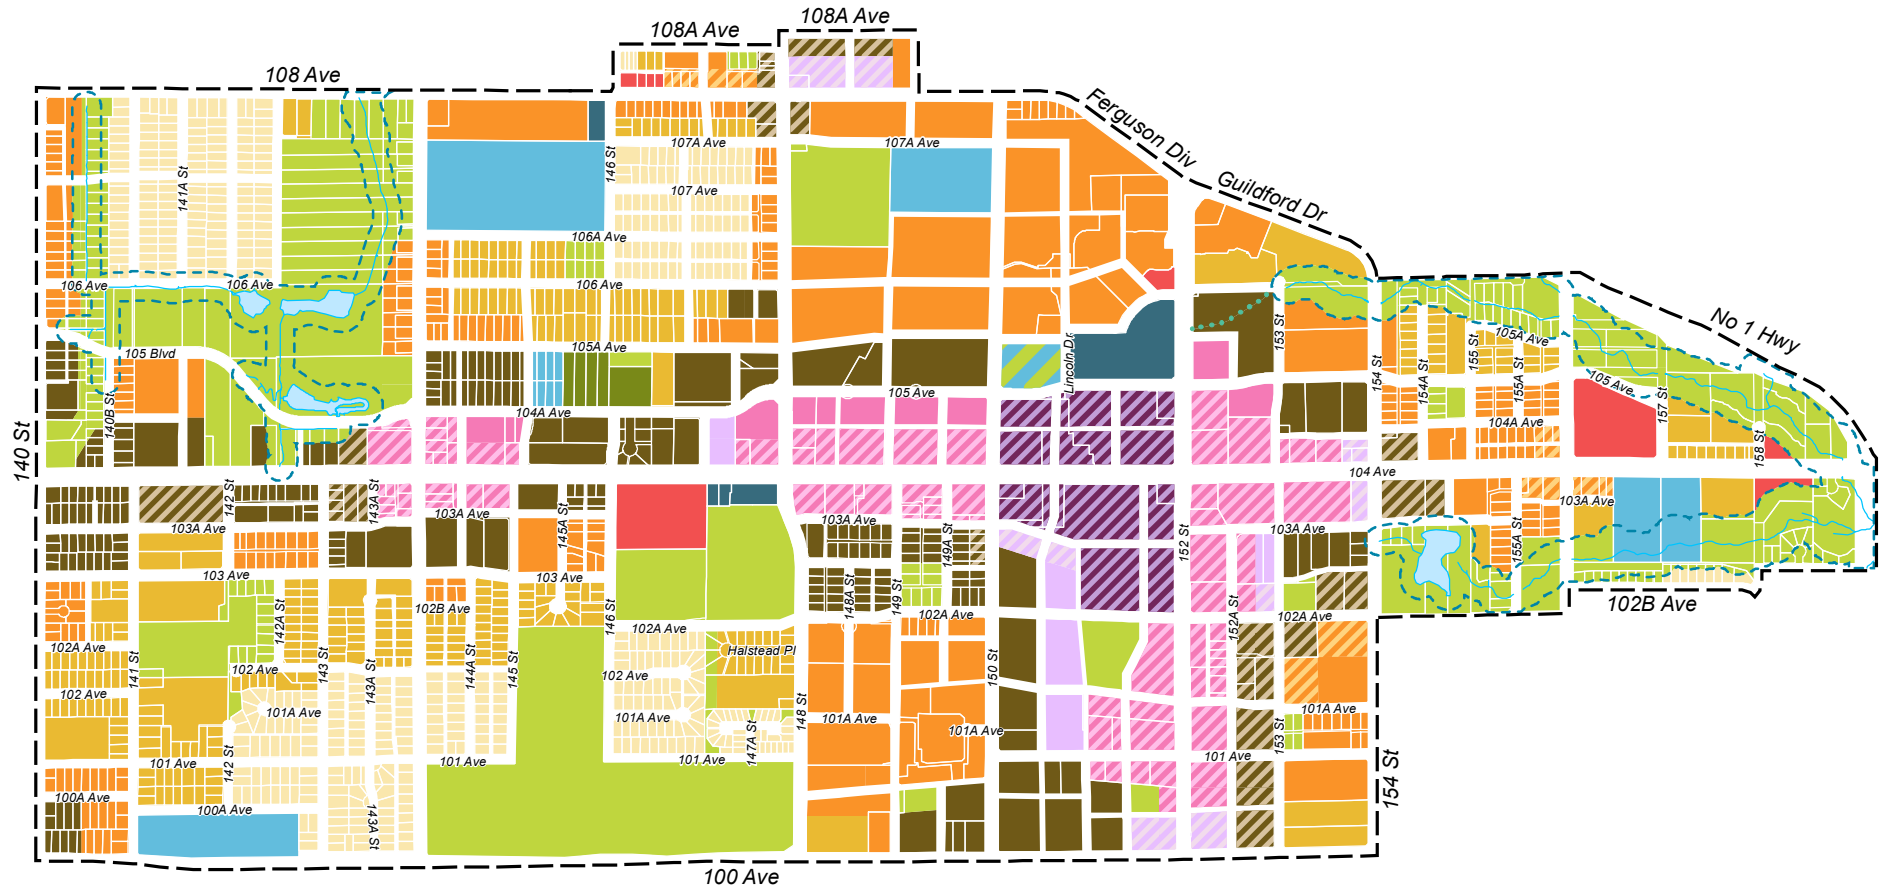 108A Ave
108A Ave
108 Ave
Ferguson Div
107A Ave
107A Ave
146 St
141A St
107 Ave
Guildford Dr
106A Ave
106 Ave
106 Ave
106 Ave
No 1 Hwy
153 St
105A Ave
155 St
105A Ave
105 Blvd
Lincoln Dr
154 St
154A St
155A St
105 Ave
105 Ave
157 St
140B St
104A Ave
104A Ave
158 St
140 St
104 Ave
142 St
143A St
103A Ave
103A Ave
103A Ave
103A Ave
103A Ave
145A St
149A St
152 St
155A St
103 Ave
103 Ave
148A St
149 St
102B Ave
102B Ave
146 St
142A St
102A Ave
102A Ave
102A Ave
152A St
102A Ave
Halstead Pl
141 St
143 St
144A St
145 St
150 St
102 Ave
102 Ave
102 Ave
143A St
148 St
101A Ave
101A Ave
101A Ave
101A Ave
101A Ave
147A St
153 St
142 St
101 Ave
101 Ave
101 Ave
101 Ave
154 St
100A Ave
100A Ave
143A St
100 Ave